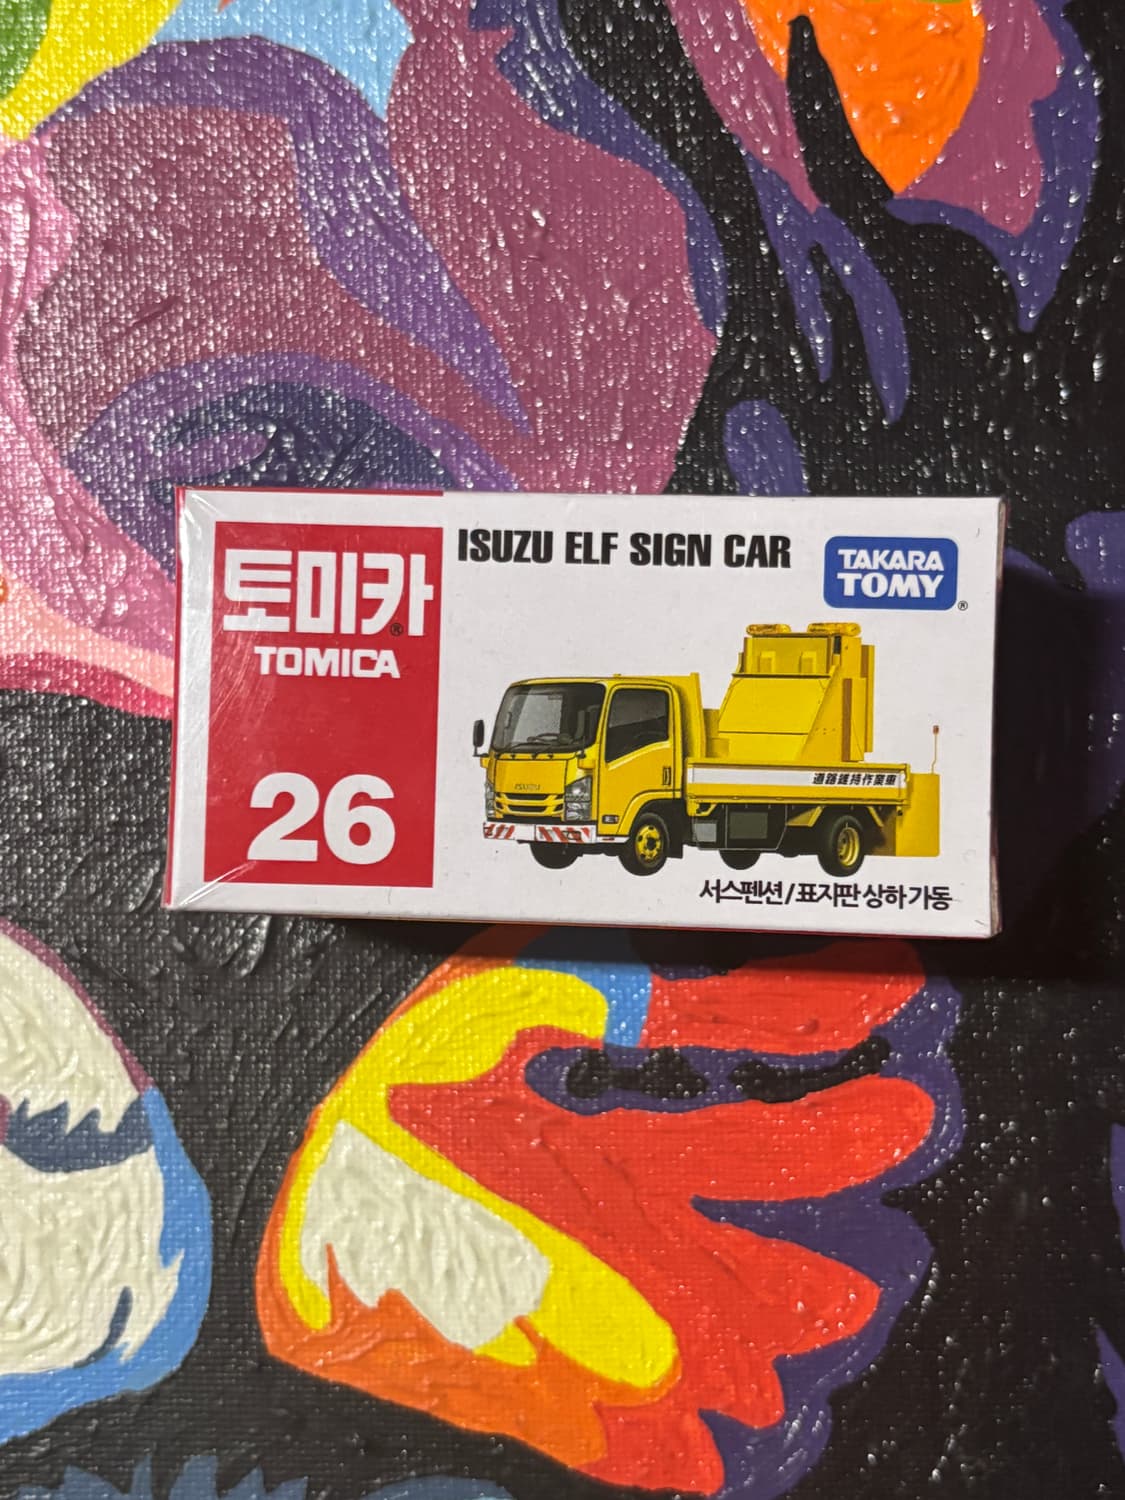 토미카®
TOMICA
26
ISUZU ELF SIGN CAR
TAKARA
TOMY®
ISUZU
道路維持作業車
서스펜션/표지판 상하 가동